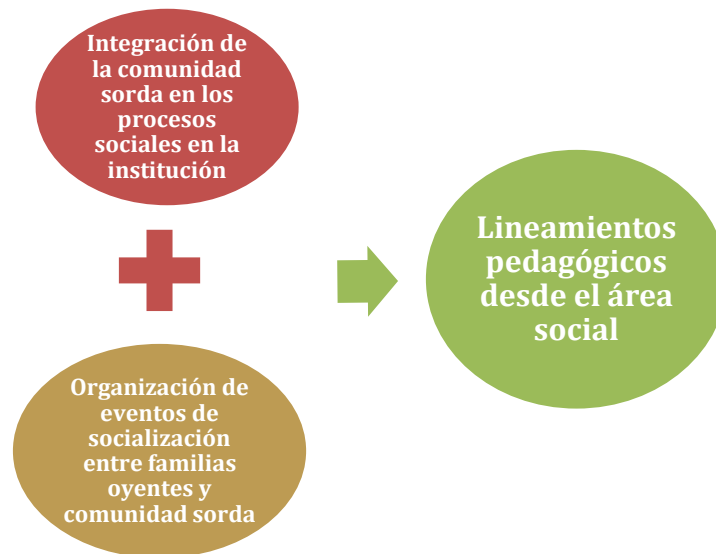 Integración de
la comunidad
sorda en los
procesos
sociales en la
institución
Organización de
eventos de
socialización
entre familias
oyentes y
comunidad sorda
Lineamientos
pedagógicos
desde el área
social